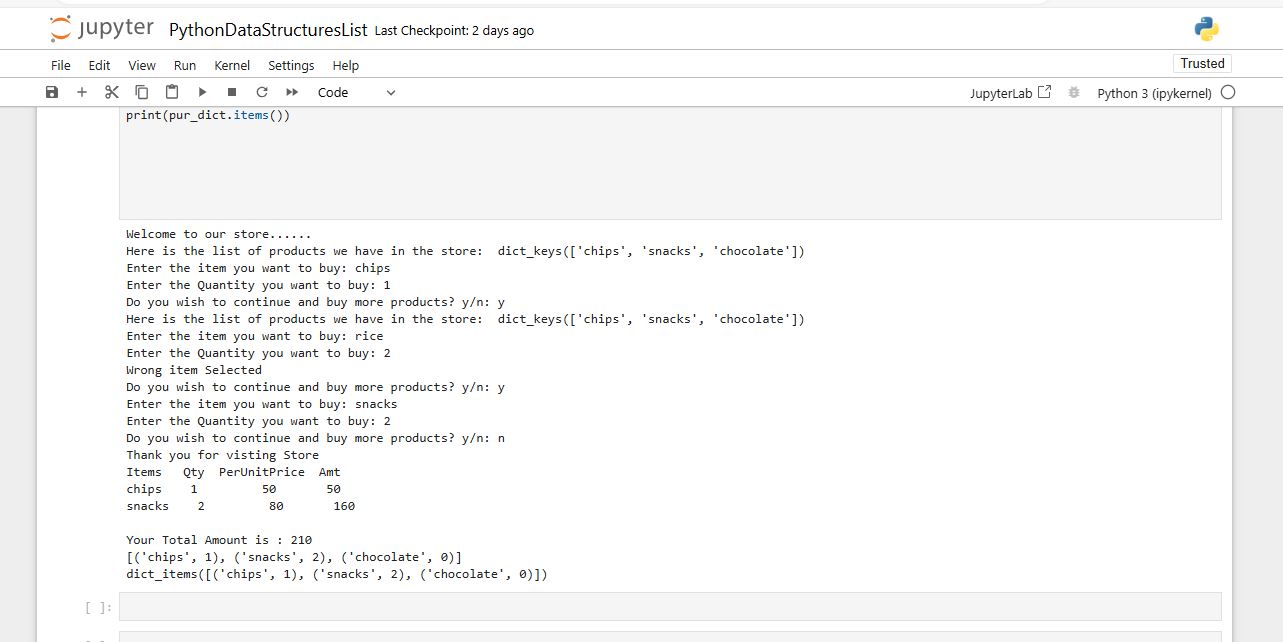 jupyter PythonDataStructuresList Last Checkpoint: 2 days ago
File Edit View Run Kernel Settings Help
Trusted
Code
JupyterLab
Python 3 (ipykernel)
print(pur_dict.items())
Welcome to our store......
Here is the list of products we have in the store:  dict_keys(['chips', 'snacks', 'chocolate'])
Enter the item you want to buy: chips
Enter the Quantity you want to buy: 1
Do you wish to continue and buy more products? y/n: y
Here is the list of products we have in the store:  dict_keys(['chips', 'snacks', 'chocolate'])
Enter the item you want to buy: rice
Enter the Quantity you want to buy: 2
Wrong item Selected
Do you wish to continue and buy more products? y/n: y
Enter the item you want to buy: snacks
Enter the Quantity you want to buy: 2
Do you wish to continue and buy more products? y/n: n
Thank you for visting Store
Items   Qty  PerUnitPrice  Amt
chips    1         50       50
snacks    2         80       160
Your Total Amount is : 210
[('chips', 1), ('snacks', 2), ('chocolate', 0)]
dict_items([('chips', 1), ('snacks', 2), ('chocolate', 0)])
[ ]: